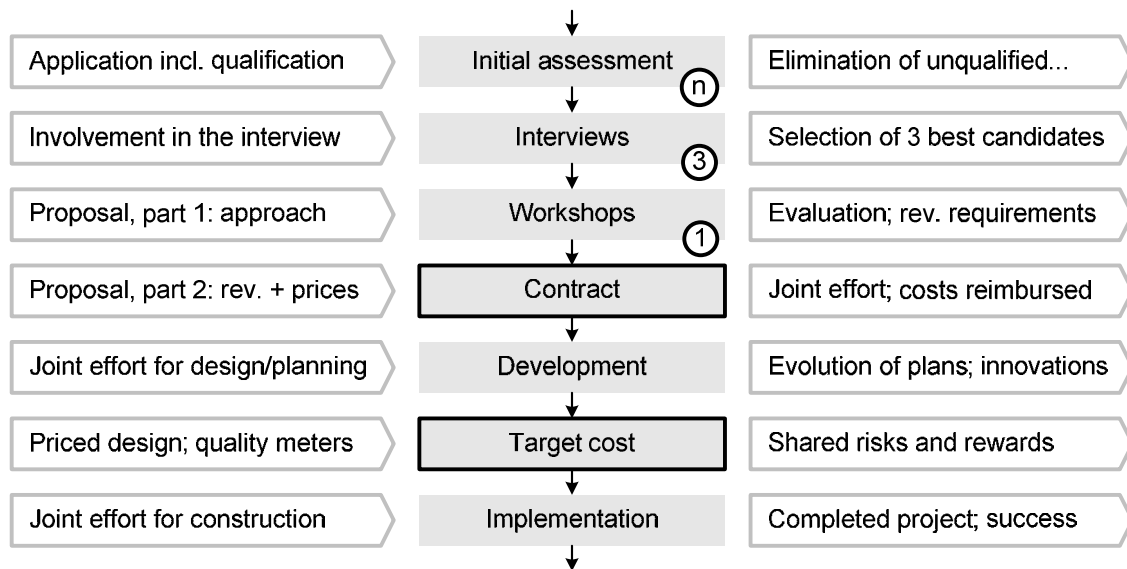 Application incl. qualification
Initial assessment
Elimination of unqualified...
n
Involvement in the interview
Interviews
Selection of 3 best candidates
3
Proposal, part 1: approach
Workshops
Evaluation; rev. requirements
1
Proposal, part 2: rev. + prices
Contract
Joint effort; costs reimbursed
Joint effort for design/planning
Development
Evolution of plans; innovations
Priced design; quality meters
Target cost
Shared risks and rewards
Joint effort for construction
Implementation
Completed project; success